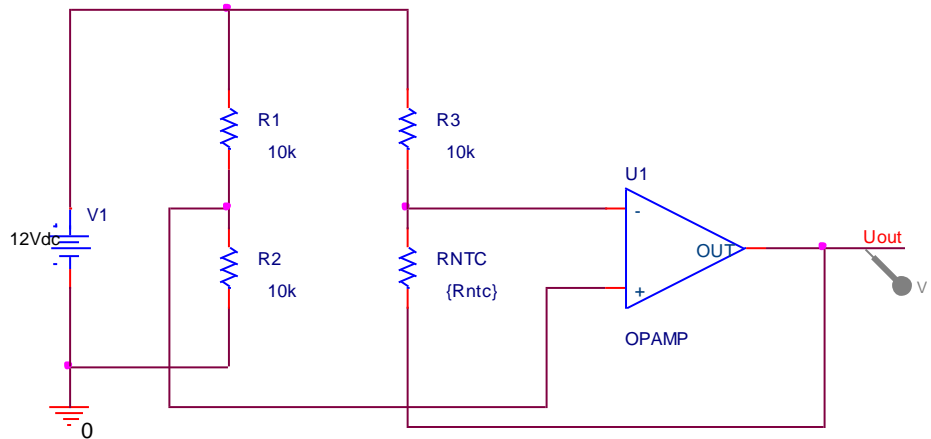 R1
10k
R3
10k
U1
-
V1
12Vdc
R2
10k
RNTC
{Rntc}
OUT
+
OPAMP
Uout
V
0